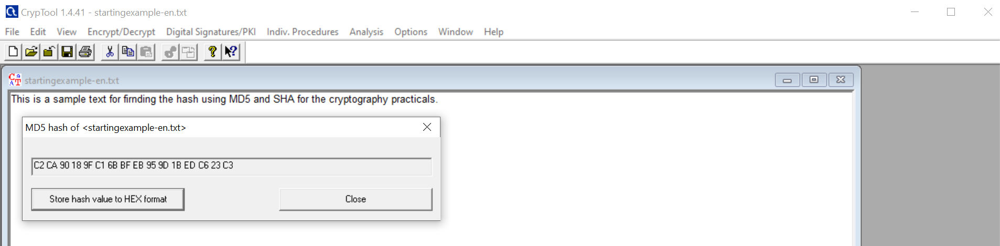 CrypTool 1.4.41 - startingexample-en.txt
File Edit View Encrypt/Decrypt Digital Signatures/PKI Indiv. Procedures Analysis Options Window Help
startingexample-en.txt
This is a sample text for firnding the hash using MD5 and SHA for the cryptography practicals.
MD5 hash of <startingexample-en.txt>
C2 CA 90 18 9F C1 6B BF EB 95 9D 1B ED C6 23 C3
Store hash value to HEX format Close